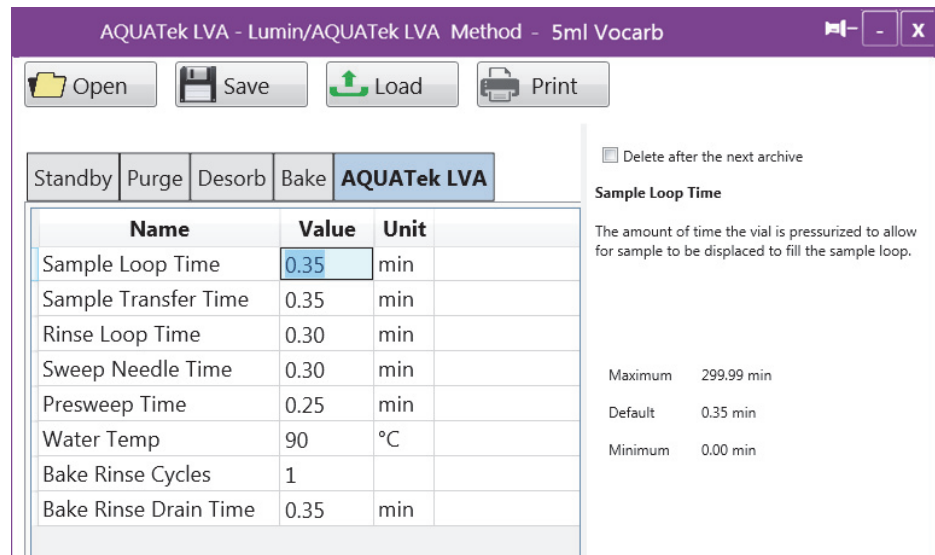 AQUATek LVA - Lumin/AQUATek LVA Method - 5ml Vocarb
- X
Open Save Load Print
Standby Purge Desorb Bake AQUATek LVA
Name Value Unit
Sample Loop Time 0.35 min
Sample Transfer Time 0.35 min
Rinse Loop Time 0.30 min
Sweep Needle Time 0.30 min
Presweep Time 0.25 min
Water Temp 90 °C
Bake Rinse Cycles 1
Bake Rinse Drain Time 0.35 min
Delete after the next archive
Sample Loop Time
The amount of time the vial is pressurized to allow
for sample to be displaced to fill the sample loop.
Maximum 299.99 min
Default 0.35 min
Minimum 0.00 min